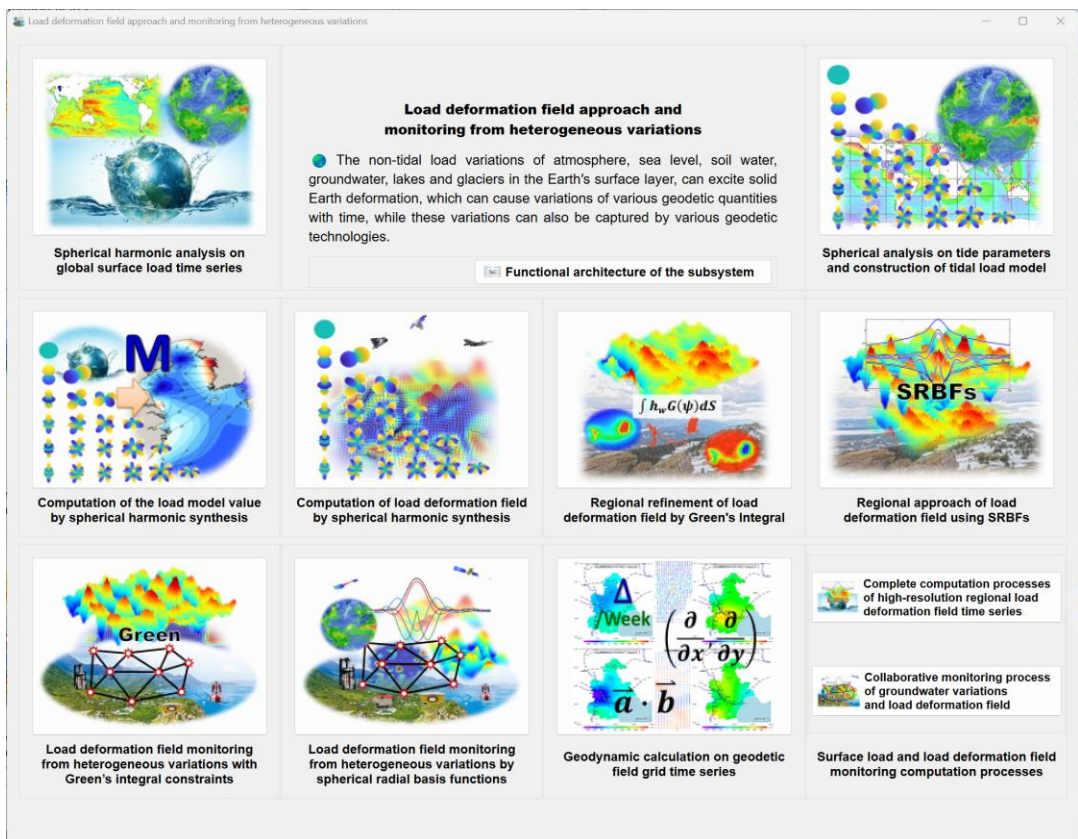 Load deformation field approach and monitoring from heterogeneous variations
Load deformation field approach and
monitoring from heterogeneous variations
The non-tidal load variations of atmosphere, sea level, soil water,
groundwater, lakes and glaciers in the Earth's surface layer, can excite solid
Earth deformation, which can cause variations of various geodetic quantities
with time, while these variations can also be captured by various geodetic
technologies.
Functional architecture of the subsystem
Spherical harmonic analysis on
global surface load time series
Spherical analysis on tide parameters
and construction of tidal load model
M
∫ h_w G(ψ)dS
SRBFs
Computation of the load model value
by spherical harmonic synthesis
Computation of load deformation field
by spherical harmonic synthesis
Regional refinement of load
deformation field by Green's Integral
Regional approach of load
deformation field using SRBFs
Green
Δ
/Week
(∂/∂x, ∂/∂y)
a⃗ · b⃗
Complete computation processes
of high-resolution regional load
deformation field time series
Collaborative monitoring process
of groundwater variations
and load deformation field
Load deformation field monitoring
from heterogeneous variations with
Green's integral constraints
Load deformation field monitoring
from heterogeneous variations by
spherical radial basis functions
Geodynamic calculation on geodetic
field grid time series
Surface load and load deformation field
monitoring computation processes